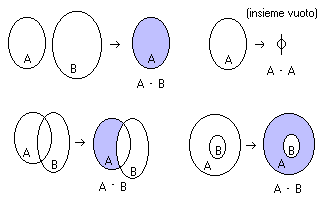 (insieme vuoto)
A B → A
A - B
A → ϕ
A - A
A B → A B
A - B
B A → B A
A - B